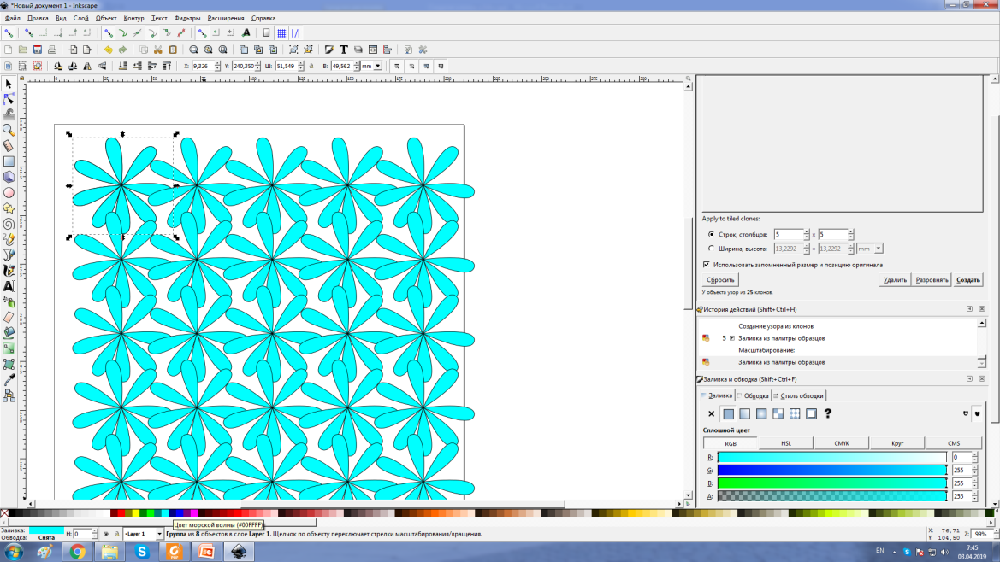 *Новый документ 1 - Inkscape
Файл Правка Вид Слой Объект Контур Текст Фильтры Расширения Справка
X: 9,326 Y: 240,350 Ш: 51,549 В: 49,562 mm
Apply to tiled clones:
Строк, столбцов: 5 × 5
Ширина, высота: 13,2292 × 13,2292 mm
Использовать запомненный размер и позицию оригинала
Сбросить Удалить Разровнять Создать
У объекта узор из 25 клонов.
История действий (Shift+Ctrl+H)
Создание узора из клонов
5 Заливка из палитры образцов
Масштабирование:
Заливка из палитры образцов
Заливка и обводка (Shift+Ctrl+F)
Заливка Обводка Стиль обводки
?
Сплошной цвет
RGB HSL CMYK Круг CMS
R: 0
G: 255
B: 255
A: 255
Цвет морской волны (#00FFFF)
Заливка: Н: 0 •Layer 1 Группа из 8 объектов в слое Layer 1. Щелчок по объекту переключает стрелки масштабирования/вращения.
Обводка: Снята
X: 76,71
Y: 104,50
Z: 99%
EN 7:45
03.04.2019